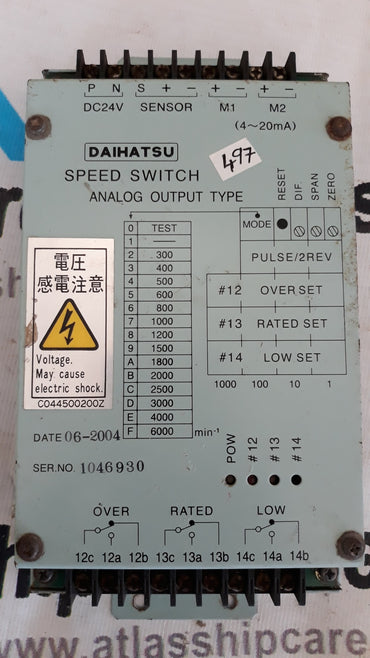 P N S + − + − + −
DC24V SENSOR M1 M2
(4～20mA)
DAIHATSU
497
SPEED SWITCH
ANALOG OUTPUT TYPE
RESET
DIF.
SPAN
ZERO
MODE
0 TEST
1 —
2 300
3 400
4 500
5 600
6 800
7 1000
8 1200
9 1500
A 1800
B 2000
C 2500
D 3000
E 4000
F 6000 min⁻¹
PULSE/2REV
#12 OVER SET
#13 RATED SET
#14 LOW SET
1000 100 10 1
電圧
感電注意
Voltage.
May cause
electric shock.
C044500200Z
DATE 06-2004
SER.NO. 1046930
POW
#12
#13
#14
OVER RATED LOW
12c 12a 12b 13c 13a 13b 14c 14a 14b
www.atlasshipcare